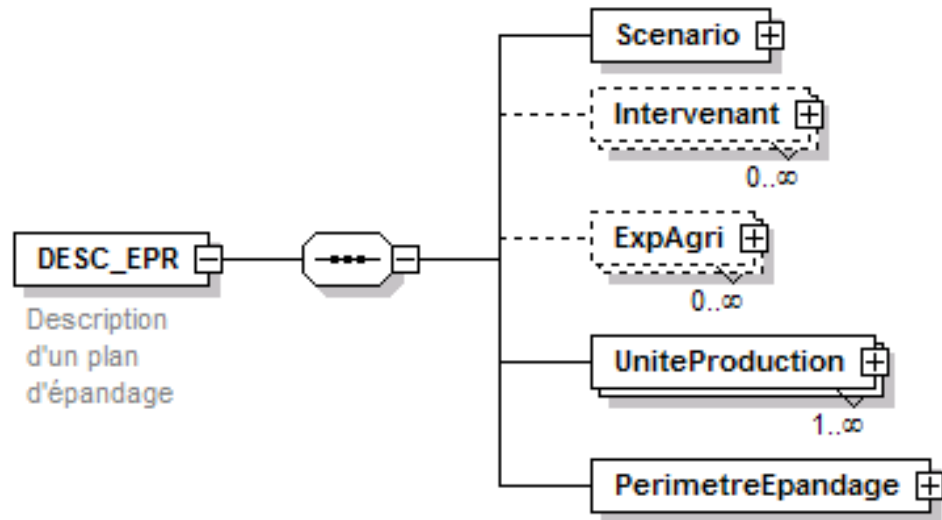 Scenario
Intervenant
0..∞
ExpAgri
0..∞
DESC_EPR
Description
d'un plan
d'épandage
UniteProduction
1..∞
PerimetreEpandage